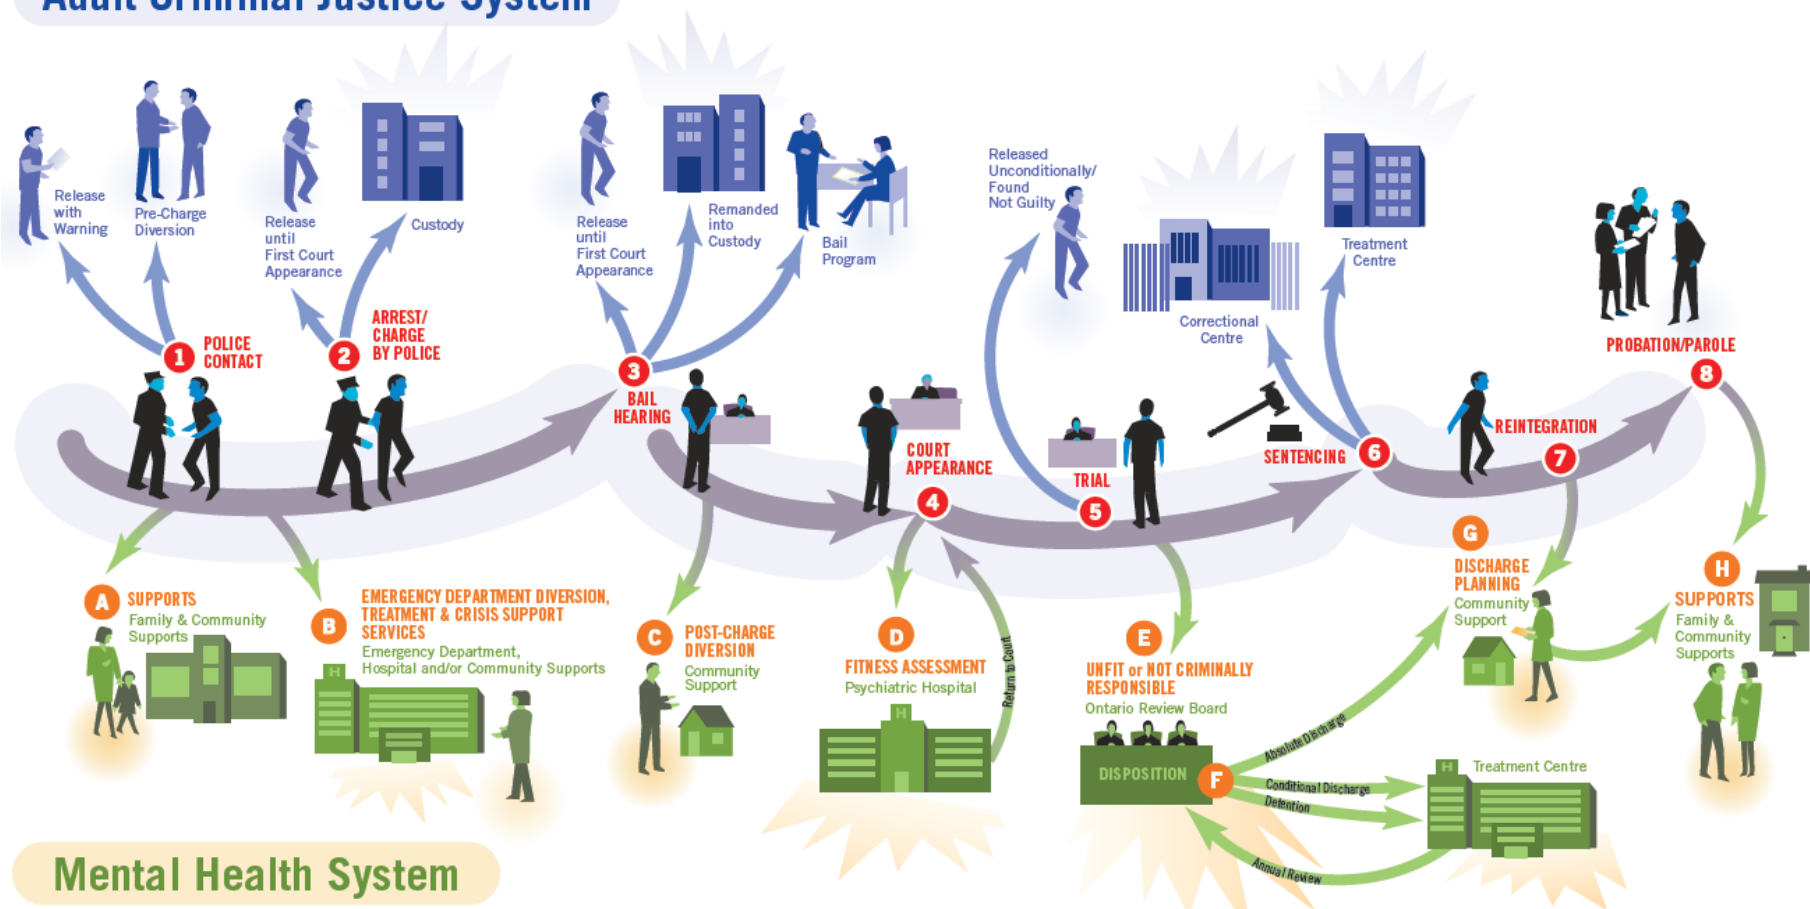 Adult Criminal Justice System
Release
with
Warning
Pre-Charge
Diversion
Release
until
First Court
Appearance
Custody
Release
until
First Court
Appearance
Remanded
into
Custody
Bail
Program
Released
Unconditionally/
Found
Not Guilty
Correctional
Centre
Treatment
Centre
1
POLICE
CONTACT
2
ARREST/
CHARGE
BY POLICE
3
BAIL
HEARING
4
COURT
APPEARANCE
5
TRIAL
6
SENTENCING
7
REINTEGRATION
8
PROBATION/PAROLE
A
SUPPORTS
Family & Community
Supports
B
EMERGENCY DEPARTMENT DIVERSION,
TREATMENT & CRISIS SUPPORT
SERVICES
Emergency Department,
Hospital and/or Community Supports
H
C
POST-CHARGE
DIVERSION
Community
Support
D
FITNESS ASSESSMENT
Psychiatric Hospital
H
Return to Court
E
UNFIT or NOT CRIMINALLY
RESPONSIBLE
Ontario Review Board
DISPOSITION
F
Absolute Discharge
Conditional Discharge
Detention
Annual Review
H
Treatment Centre
G
DISCHARGE
PLANNING
Community
Support
H
SUPPORTS
Family &
Community
Supports
Mental Health System